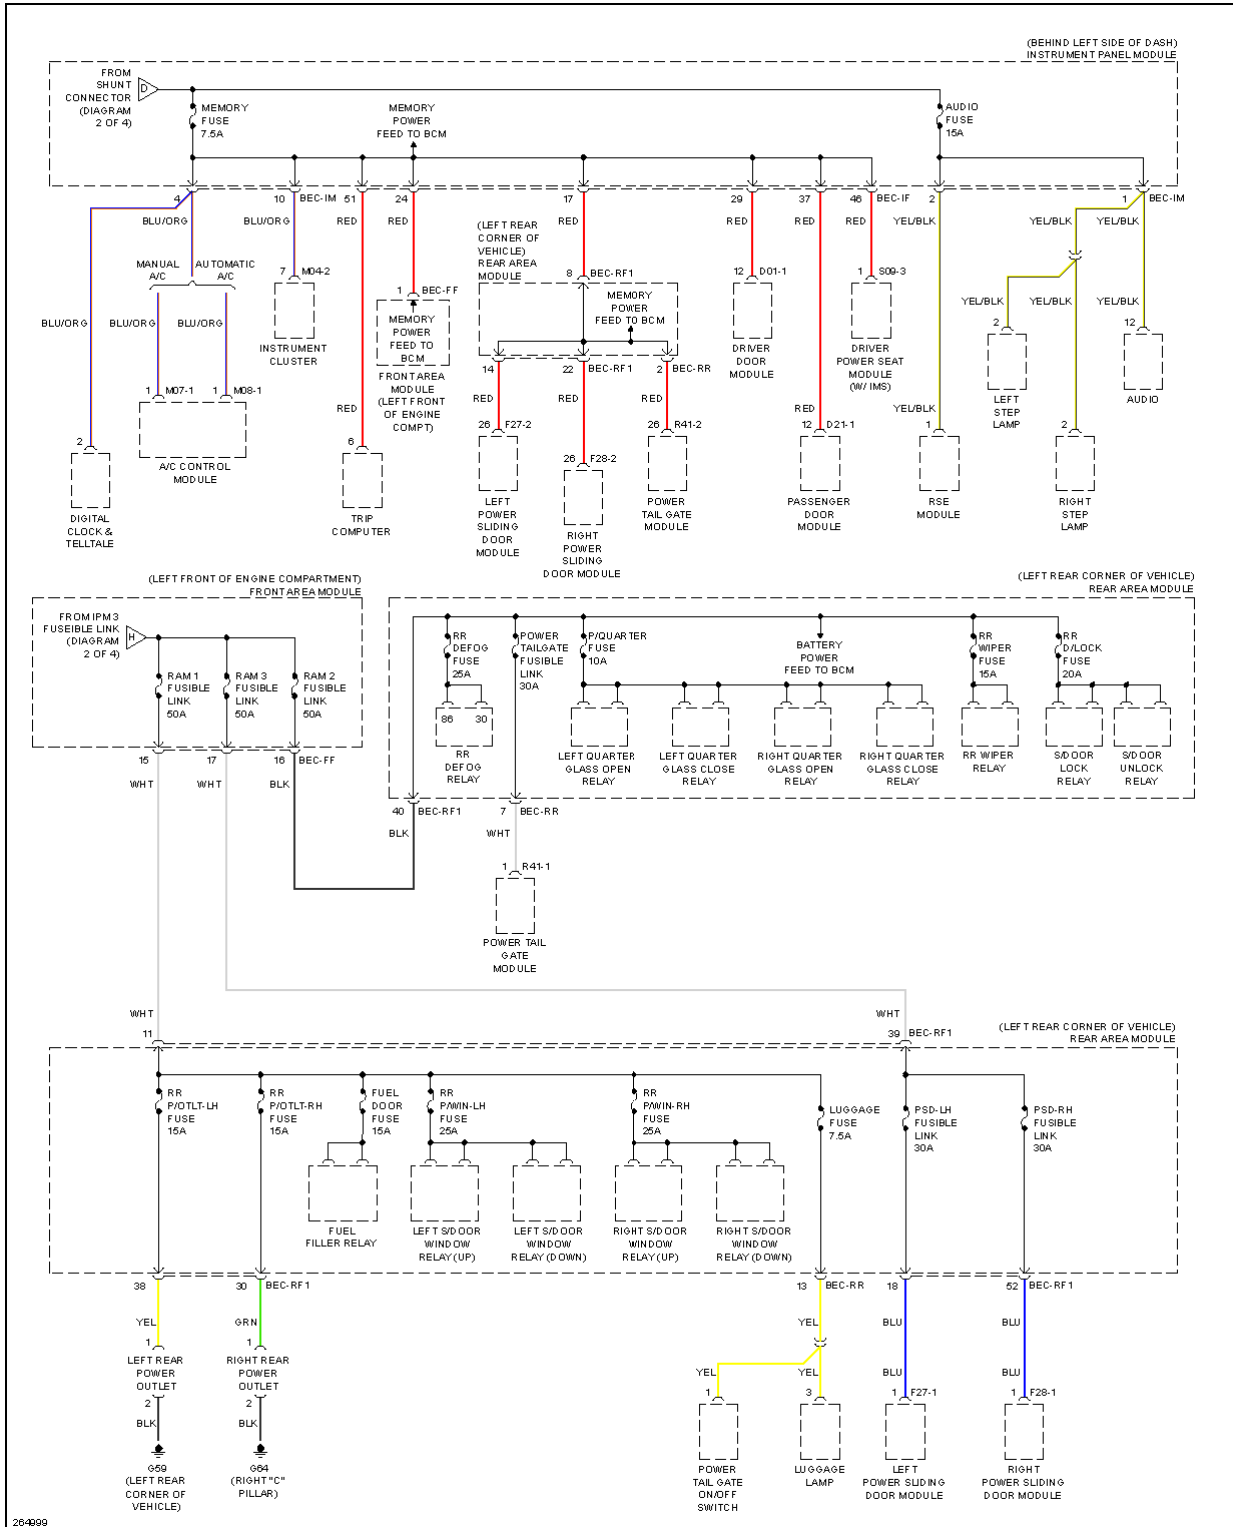 (BEHIND LEFT SIDE OF DASH)
INSTRUMENT PANEL MODULE
FROM
SHUNT
CONNECTOR
(DIAGRAM
2 OF 4)
D
MEMORY
FUSE
7.5A
MEMORY
POWER
FEED TO BCM
AUDIO
FUSE
15A
4
10
BEC-IM
51
24
17
29
37
46
BEC-IF
2
1
BEC-IM
BLU/ORG
BLU/ORG
RED
RED
RED
RED
RED
RED
YEL/BLK
YEL/BLK
YEL/BLK
(LEFT REAR
CORNER OF
VEHICLE)
REAR AREA
MODULE
MANUAL
A/C
AUTOMATIC
A/C
7
M04-2
INSTRUMENT
CLUSTER
1
BEC-FF
MEMORY
POWER
FEED TO
BCM
FRONT AREA
MODULE
(LEFT FRONT
OF ENGINE
COMPT)
8
BEC-RF1
MEMORY
POWER
FEED TO BCM
12
D01-1
DRIVER
DOOR
MODULE
1
S09-3
DRIVER
POWER SEAT
MODULE
(W/ IMS)
YEL/BLK
YEL/BLK
YEL/BLK
BLU/ORG
BLU/ORG
BLU/ORG
2
LEFT
STEP
LAMP
12
AUDIO
14
22
BEC-RF1
2
BEC-RR
1
M07-1
1
M08-1
A/C CONTROL
MODULE
RED
RED
RED
RED
RED
YEL/BLK
2
DIGITAL
CLOCK &
TELLTALE
6
TRIP
COMPUTER
26
F27-2
LEFT
POWER
SLIDING
DOOR
MODULE
26
F28-2
RIGHT
POWER
SLIDING
DOOR MODULE
26
R41-2
POWER
TAIL GATE
MODULE
12
D21-1
PASSENGER
DOOR
MODULE
1
RSE
MODULE
2
RIGHT
STEP
LAMP
(LEFT FRONT OF ENGINE COMPARTMENT)
FRONT AREA MODULE
FROM IPM 3
FUSEIBLE LINK
(DIAGRAM
2 OF 4)
H
RAM 1
FUSIBLE
LINK
50A
RAM 3
FUSIBLE
LINK
50A
RAM 2
FUSIBLE
LINK
50A
15
17
16
BEC-FF
WHT
WHT
BLK
(LEFT REAR CORNER OF VEHICLE)
REAR AREA MODULE
RR
DEFOG
FUSE
25A
POWER
TAILGATE
FUSIBLE
LINK
30A
P/QUARTER
FUSE
10A
BATTERY
POWER
FEED TO BCM
RR
WIPER
FUSE
15A
RR
D/LOCK
FUSE
20A
86
30
RR
DEFOG
RELAY
LEFT QUARTER
GLASS OPEN
RELAY
LEFT QUARTER
GLASS CLOSE
RELAY
RIGHT QUARTER
GLASS OPEN
RELAY
RIGHT QUARTER
GLASS CLOSE
RELAY
RR WIPER
RELAY
S/DOOR
LOCK
RELAY
S/DOOR
UNLOCK
RELAY
40
BEC-RF1
7
BEC-RR
BLK
WHT
1
R41-1
POWER TAIL
GATE
MODULE
WHT
WHT
11
39
BEC-RF1
(LEFT REAR CORNER OF VEHICLE)
REAR AREA MODULE
RR
P/OTLT-LH
FUSE
15A
RR
P/OTLT-RH
FUSE
15A
FUEL
DOOR
FUSE
15A
RR
P/WIN-LH
FUSE
25A
RR
P/WIN-RH
FUSE
25A
LUGGAGE
FUSE
7.5A
PSD-LH
FUSIBLE
LINK
30A
PSD-RH
FUSIBLE
LINK
30A
FUEL
FILLER RELAY
LEFT S/DOOR
WINDOW
RELAY (UP)
LEFT S/DOOR
WINDOW
RELAY (DOWN)
RIGHT S/DOOR
WINDOW
RELAY (UP)
RIGHT S/DOOR
WINDOW
RELAY (DOWN)
38
30
BEC-RF1
13
BEC-RR
18
52
BEC-RF1
YEL
GRN
YEL
BLU
BLU
1
LEFT REAR
POWER
OUTLET
2
BLK
G59
(LEFT REAR
CORNER OF
VEHICLE)
1
RIGHT REAR
POWER
OUTLET
2
BLK
G64
(RIGHT "C"
PILLAR)
YEL
YEL
BLU
BLU
1
POWER
TAIL GATE
ON/OFF
SWITCH
3
LUGGAGE
LAMP
1
F27-1
LEFT
POWER SLIDING
DOOR MODULE
1
F28-1
RIGHT
POWER SLIDING
DOOR MODULE
264999